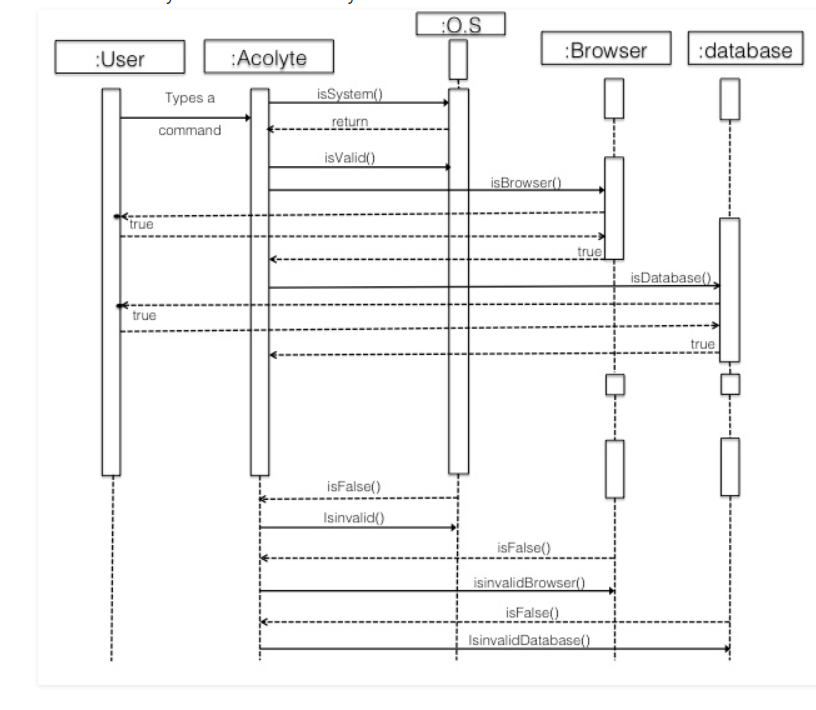 :O.S
:User
:Acolyte
:Browser
:database
Types a
command
isSystem()
return
isValid()
isBrowser()
true
true
isDatabase()
true
true
isFalse()
Isinvalid()
isFalse()
isinvalidBrowser()
isFalse()
IsinvalidDatabase()